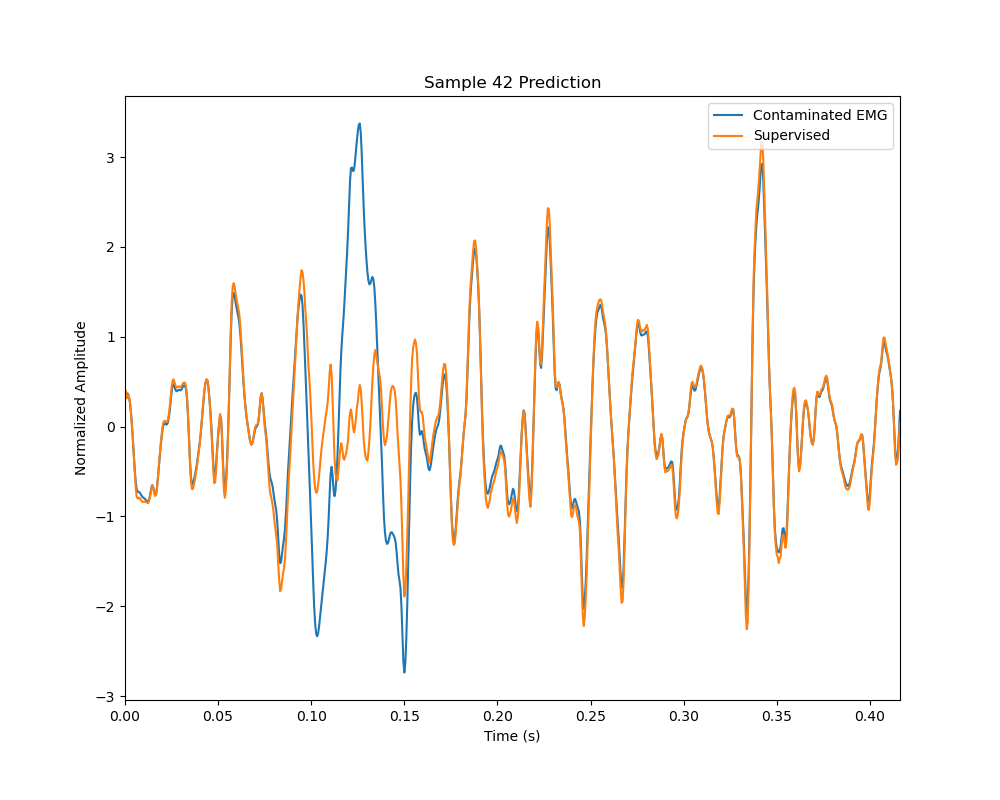 Sample 42 Prediction
Contaminated EMG
Supervised
Normalized Amplitude
3
2
1
0
−1
−2
−3
0.00 0.05 0.10 0.15 0.20 0.25 0.30 0.35 0.40
Time (s)